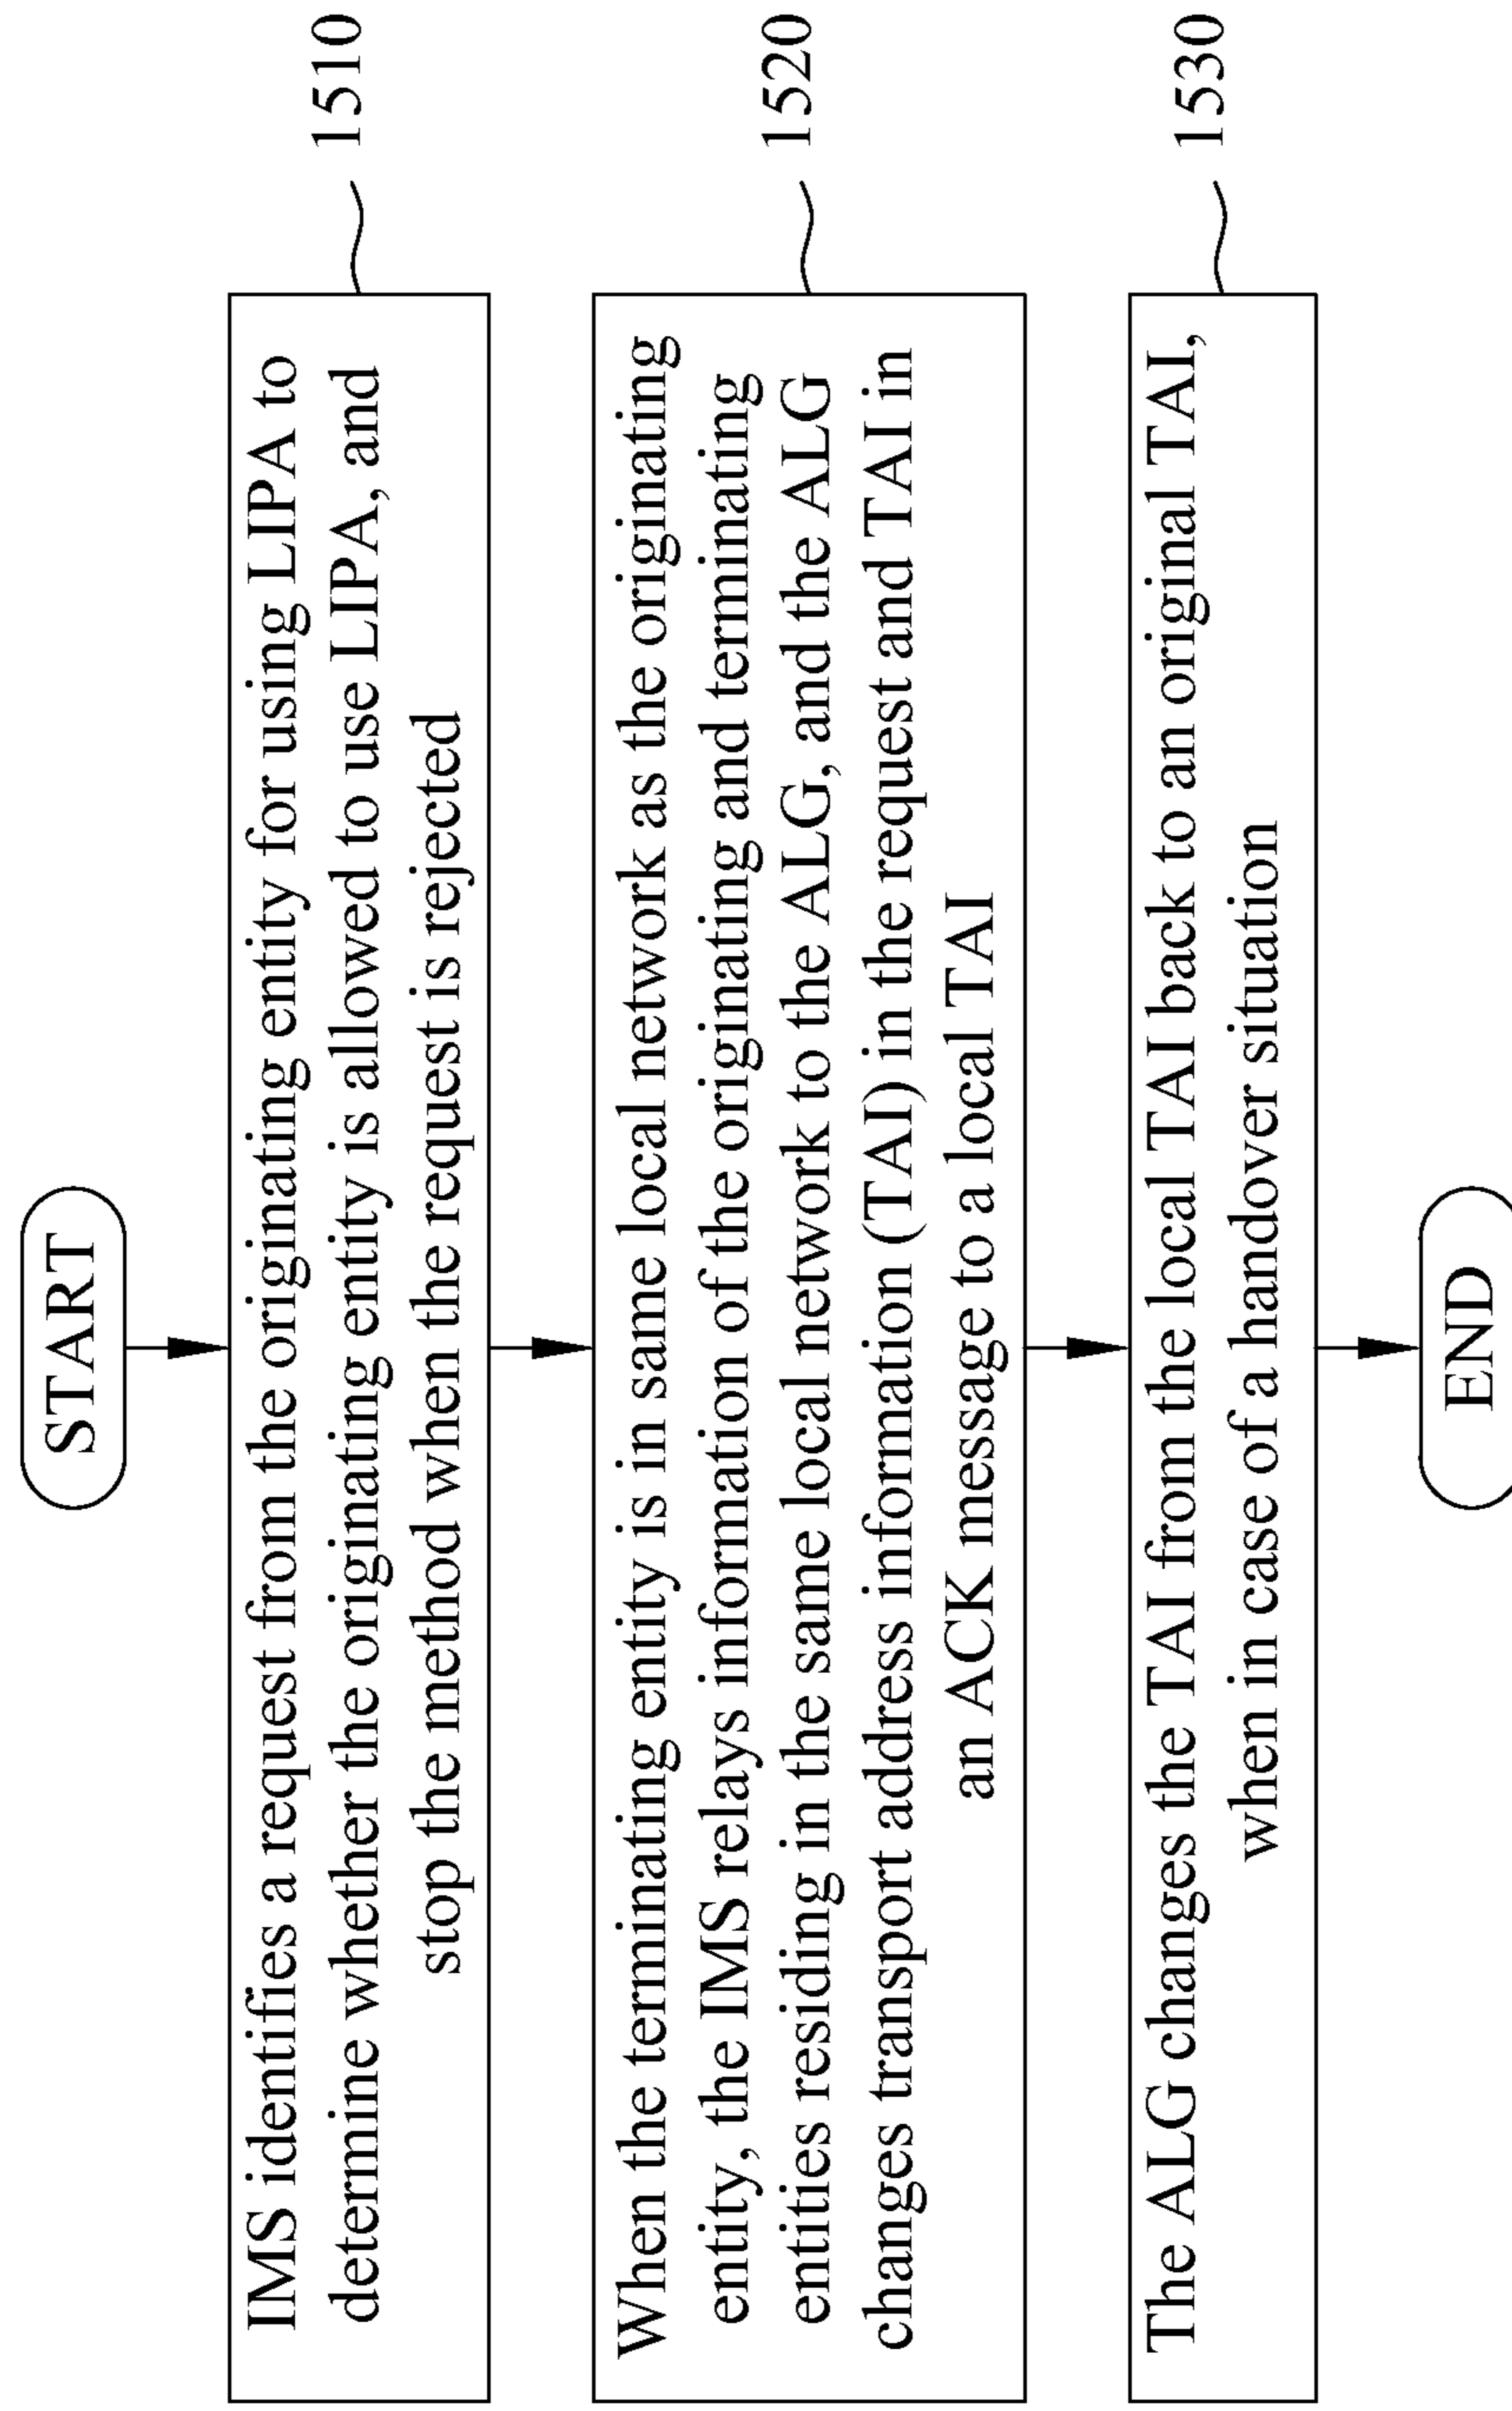 START
IMS identifies a request from the originating entity for using LIPA to
determine whether the originating entity is allowed to use LIPA, and
stop the method when the request is rejected
1510
When the terminating entity is in same local network as the originating
entity, the IMS relays information of the originating and terminating
entities residing in the same local network to the ALG, and the ALG
changes transport address information (TAI) in the request and TAI in
an ACK message to a local TAI
1520
The ALG changes the TAI from the local TAI back to an original TAI,
when in case of a handover situation
1530
END